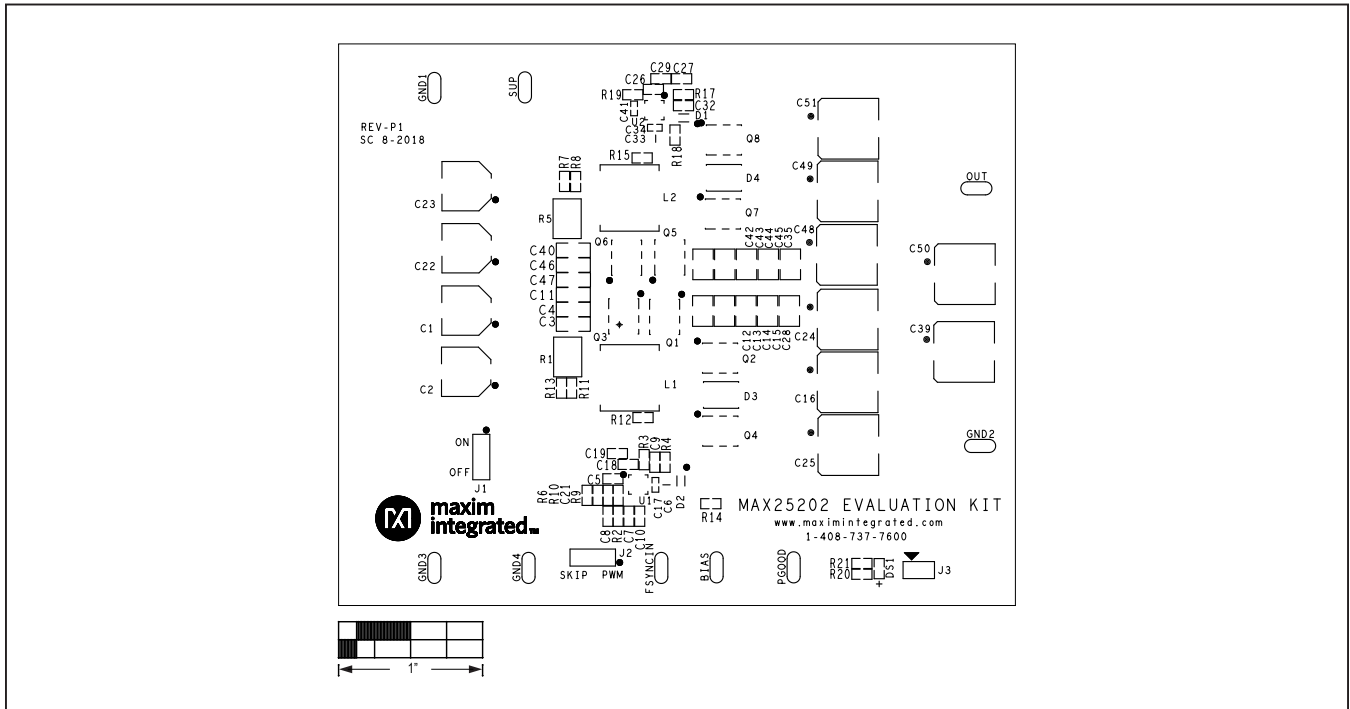 C29 C27
C26
GND1
SUP
R19
R17
C51
C41
C32
U2
D1
REV-P1
SC 8-2018
C34
C33
Q8
R18
R15
R7
R8
C49
D4
OUT
C23
L2
R5
Q7
Q6
Q5
C42
C43
C44
C45
C35
C48
C40
C50
C22
C46
C47
C11
C4
C1
C3
C39
Q3
Q1
C12
C13
C14
C15
C28
C24
R1
Q2
C2
R13
R11
L1
D3
C16
R12
GND2
ON
R3
C9
R4
Q4
C19
C18
C25
OFF
C5
J1
R6
R10
C21
R9
U1
C17
C6
D2
R14
MAX25202 EVALUATION KIT
maxim
integrated™
www.maximintegrated.com
1-408-737-7600
C8
R2
C7
C10
J2
GND3
GND4
SKIP PWM
FSYNCIN
BIAS
PGOOD
R21
R20
DS1
+
J3
1"